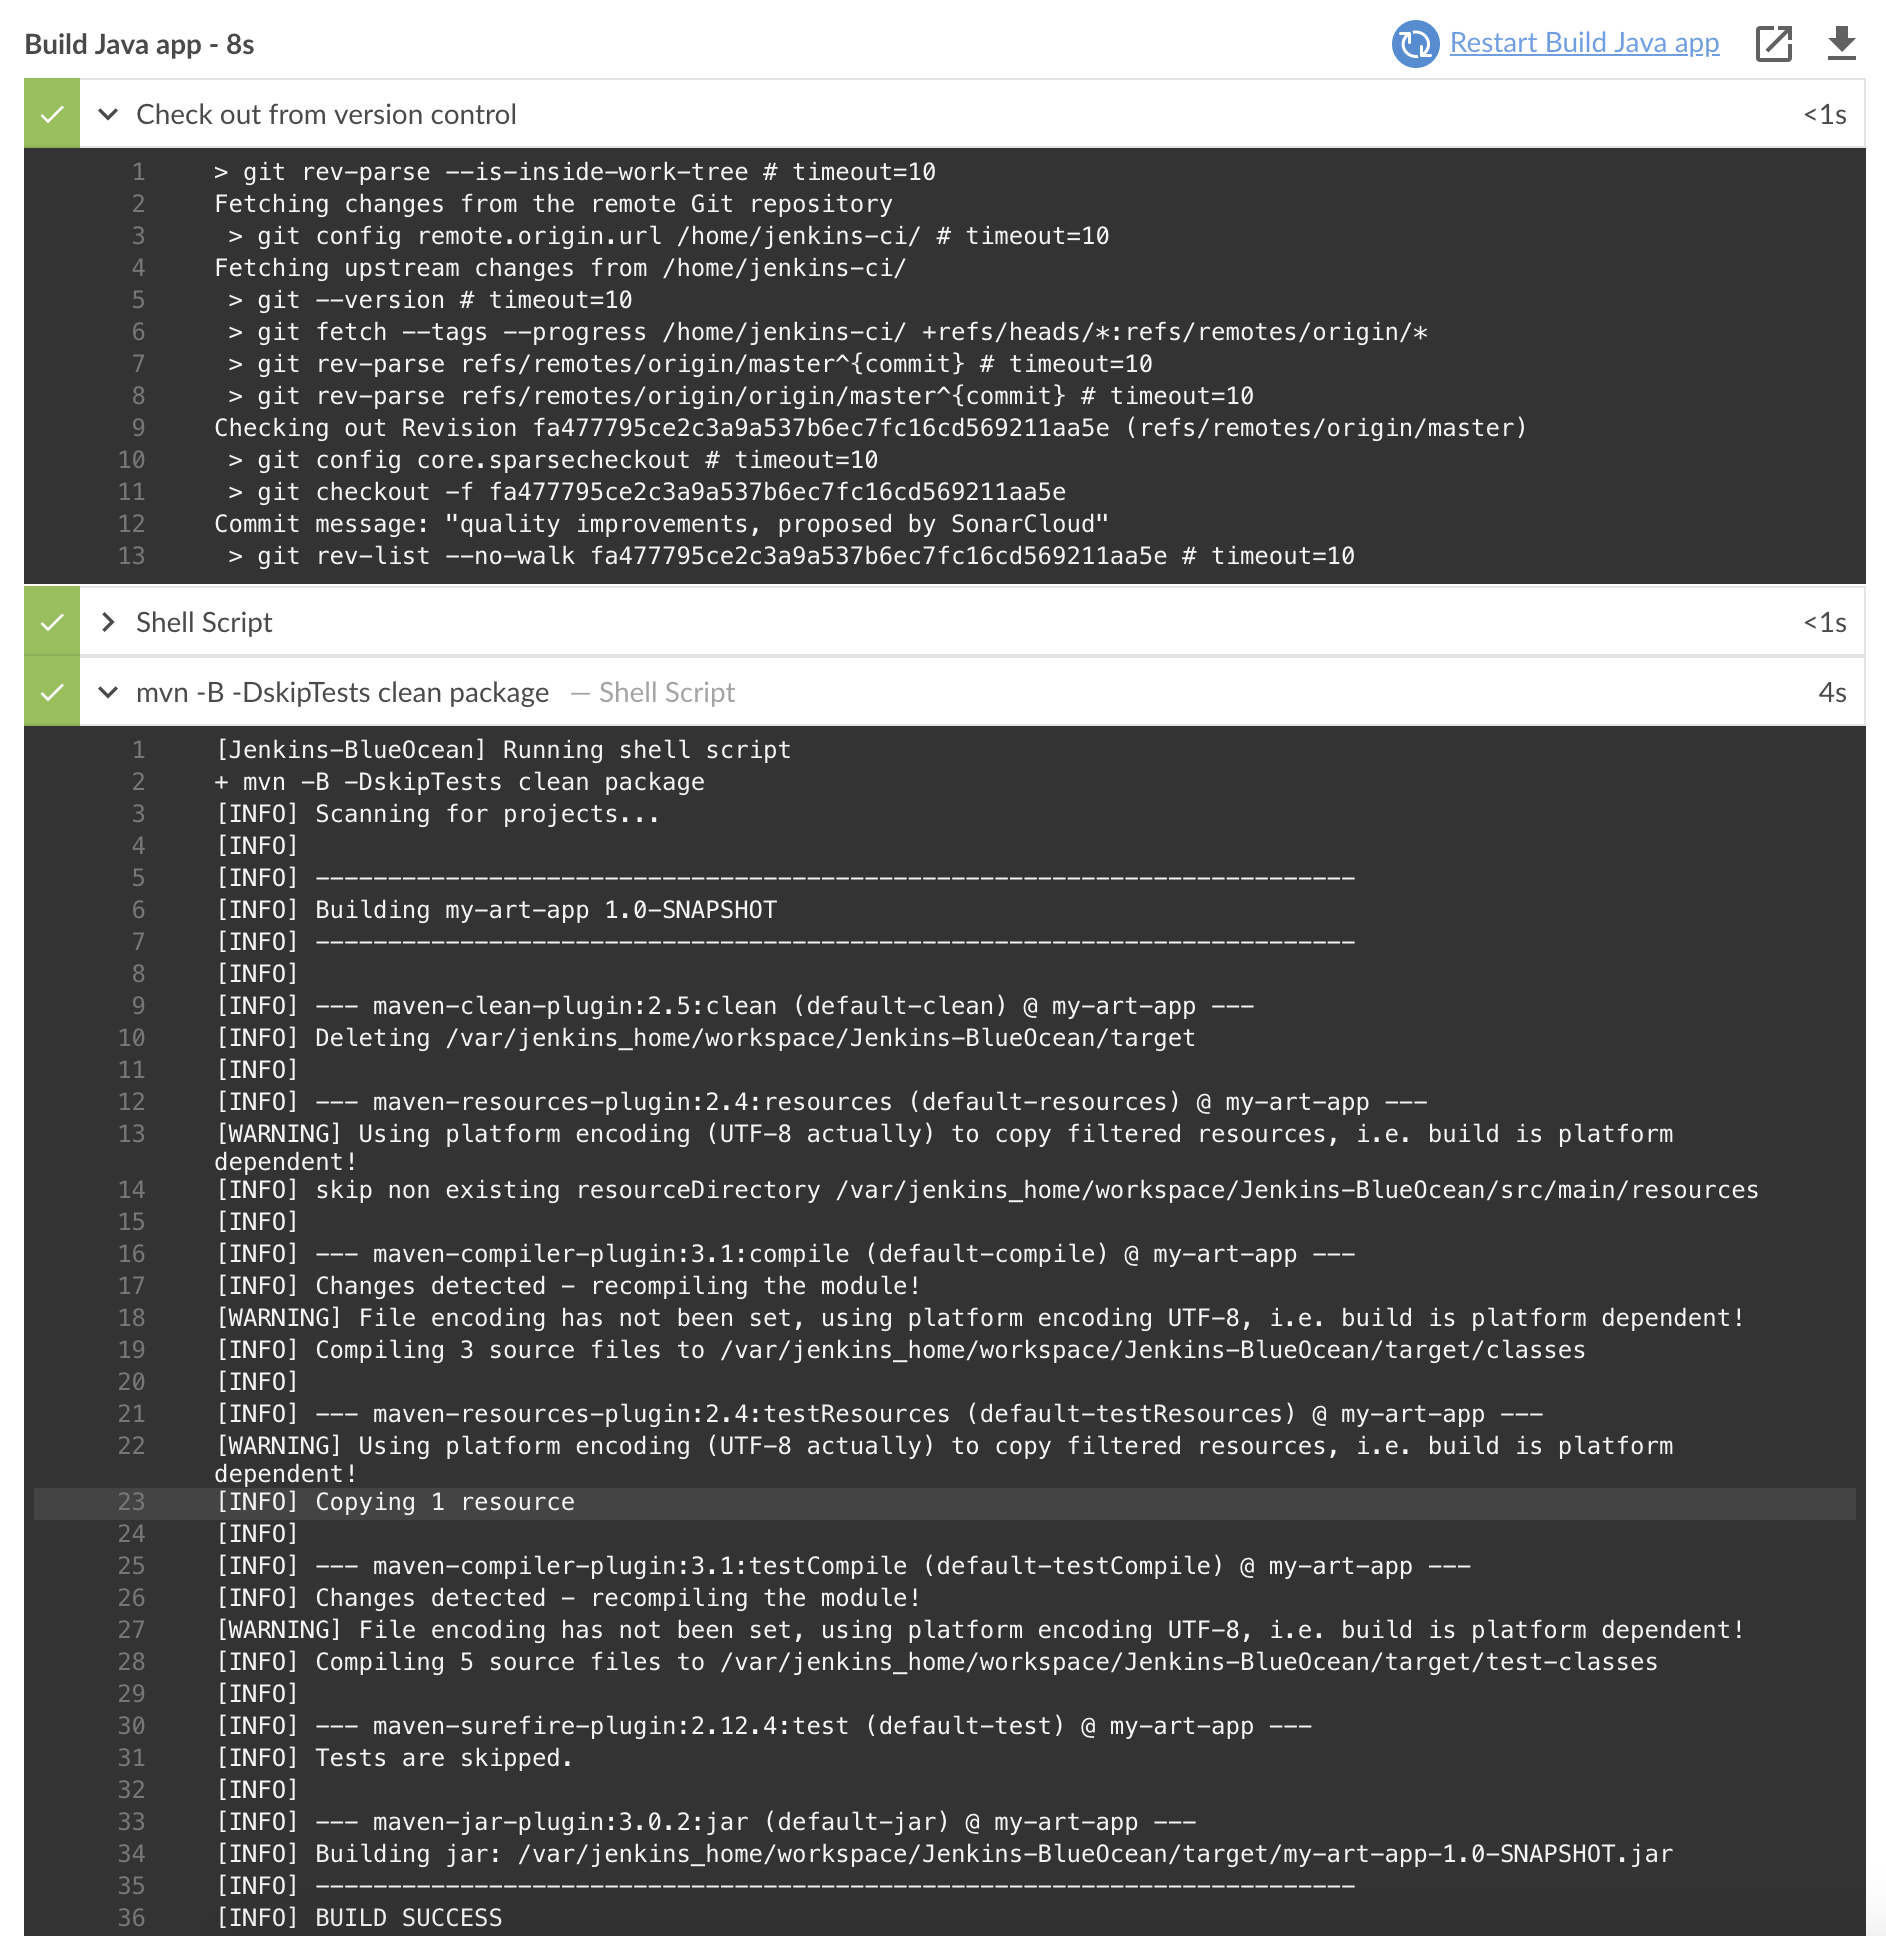 Build Java app - 8s
Restart Build Java app
Check out from version control
<1s
1 > git rev-parse --is-inside-work-tree # timeout=10
2 Fetching changes from the remote Git repository
3 > git config remote.origin.url /home/jenkins-ci/ # timeout=10
4 Fetching upstream changes from /home/jenkins-ci/
5 > git --version # timeout=10
6 > git fetch --tags --progress /home/jenkins-ci/ +refs/heads/*:refs/remotes/origin/*
7 > git rev-parse refs/remotes/origin/master^{commit} # timeout=10
8 > git rev-parse refs/remotes/origin/origin/master^{commit} # timeout=10
9 Checking out Revision fa477795ce2c3a9a537b6ec7fc16cd569211aa5e (refs/remotes/origin/master)
10 > git config core.sparsecheckout # timeout=10
11 > git checkout -f fa477795ce2c3a9a537b6ec7fc16cd569211aa5e
12 Commit message: "quality improvements, proposed by SonarCloud"
13 > git rev-list --no-walk fa477795ce2c3a9a537b6ec7fc16cd569211aa5e # timeout=10
Shell Script
<1s
mvn -B -DskipTests clean package — Shell Script
4s
1 [Jenkins-BlueOcean] Running shell script
2 + mvn -B -DskipTests clean package
3 [INFO] Scanning for projects...
4 [INFO]
5 [INFO] ------------------------------------------------------------------------
6 [INFO] Building my-art-app 1.0-SNAPSHOT
7 [INFO] ------------------------------------------------------------------------
8 [INFO]
9 [INFO] --- maven-clean-plugin:2.5:clean (default-clean) @ my-art-app ---
10 [INFO] Deleting /var/jenkins_home/workspace/Jenkins-BlueOcean/target
11 [INFO]
12 [INFO] --- maven-resources-plugin:2.4:resources (default-resources) @ my-art-app ---
13 [WARNING] Using platform encoding (UTF-8 actually) to copy filtered resources, i.e. build is platform
dependent!
14 [INFO] skip non existing resourceDirectory /var/jenkins_home/workspace/Jenkins-BlueOcean/src/main/resources
15 [INFO]
16 [INFO] --- maven-compiler-plugin:3.1:compile (default-compile) @ my-art-app ---
17 [INFO] Changes detected - recompiling the module!
18 [WARNING] File encoding has not been set, using platform encoding UTF-8, i.e. build is platform dependent!
19 [INFO] Compiling 3 source files to /var/jenkins_home/workspace/Jenkins-BlueOcean/target/classes
20 [INFO]
21 [INFO] --- maven-resources-plugin:2.4:testResources (default-testResources) @ my-art-app ---
22 [WARNING] Using platform encoding (UTF-8 actually) to copy filtered resources, i.e. build is platform
dependent!
23 [INFO] Copying 1 resource
24 [INFO]
25 [INFO] --- maven-compiler-plugin:3.1:testCompile (default-testCompile) @ my-art-app ---
26 [INFO] Changes detected - recompiling the module!
27 [WARNING] File encoding has not been set, using platform encoding UTF-8, i.e. build is platform dependent!
28 [INFO] Compiling 5 source files to /var/jenkins_home/workspace/Jenkins-BlueOcean/target/test-classes
29 [INFO]
30 [INFO] --- maven-surefire-plugin:2.12.4:test (default-test) @ my-art-app ---
31 [INFO] Tests are skipped.
32 [INFO]
33 [INFO] --- maven-jar-plugin:3.0.2:jar (default-jar) @ my-art-app ---
34 [INFO] Building jar: /var/jenkins_home/workspace/Jenkins-BlueOcean/target/my-art-app-1.0-SNAPSHOT.jar
35 [INFO] ------------------------------------------------------------------------
36 [INFO] BUILD SUCCESS